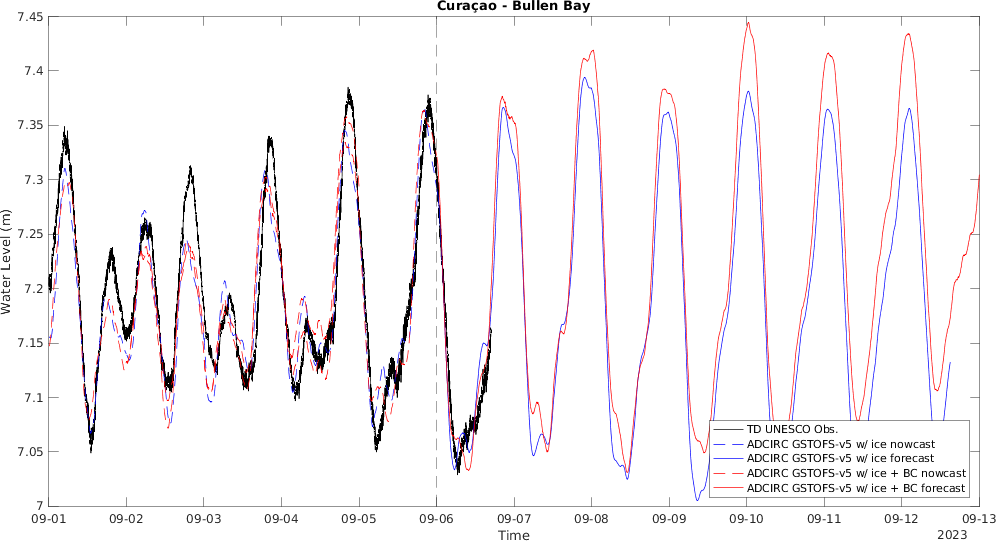 Curaçao - Bullen Bay
7.45
7.4
7.35
7.3
7.25
7.2
7.15
7.1
7.05
7
Water Level (m)
09-01 09-02 09-03 09-04 09-05 09-06 09-07 09-08 09-09 09-10 09-11 09-12 09-13
Time
2023
TD UNESCO Obs.
ADCIRC GSTOFS-v5 w/ ice nowcast
ADCIRC GSTOFS-v5 w/ ice forecast
ADCIRC GSTOFS-v5 w/ ice + BC nowcast
ADCIRC GSTOFS-v5 w/ ice + BC forecast